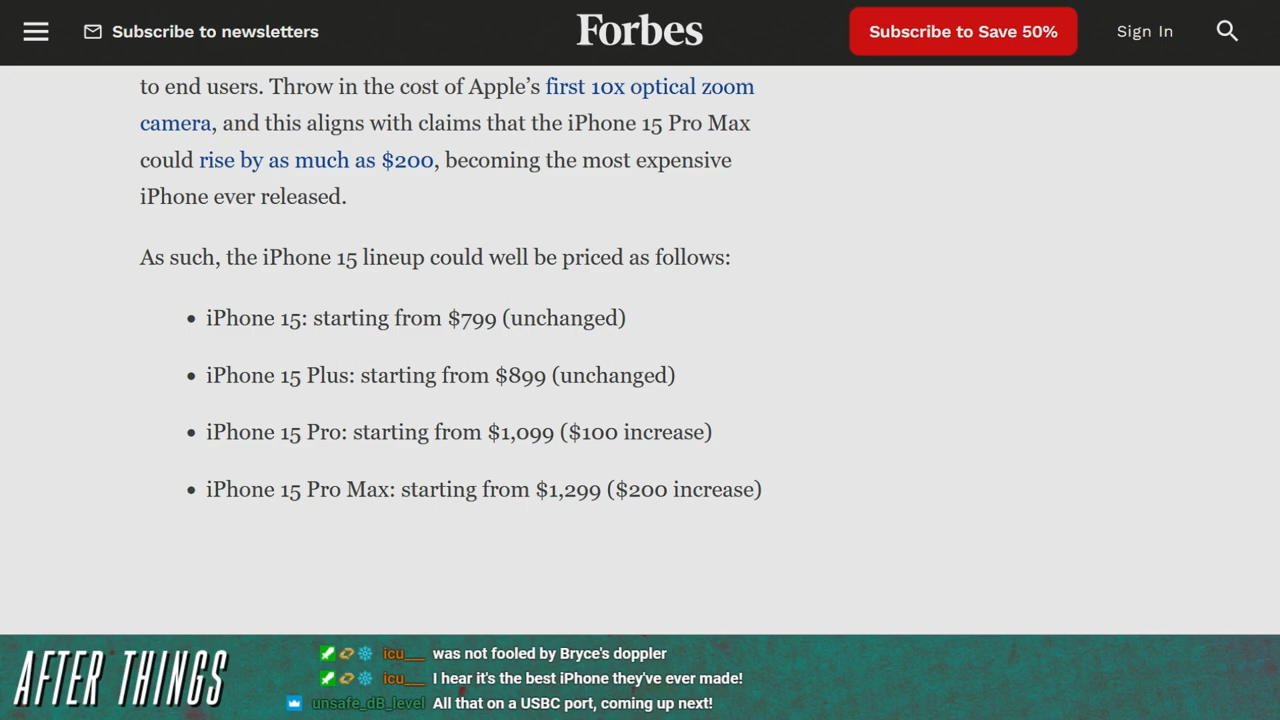 Subscribe to newsletters
Forbes
Subscribe to Save 50%
Sign In
to end users. Throw in the cost of Apple’s first 10x optical zoom
camera, and this aligns with claims that the iPhone 15 Pro Max
could rise by as much as $200, becoming the most expensive
iPhone ever released.
As such, the iPhone 15 lineup could well be priced as follows:
• iPhone 15: starting from $799 (unchanged)
• iPhone 15 Plus: starting from $899 (unchanged)
• iPhone 15 Pro: starting from $1,099 ($100 increase)
• iPhone 15 Pro Max: starting from $1,299 ($200 increase)
AFTER THINGS
icu___ was not fooled by Bryce's doppler
icu___ I hear it's the best iPhone they've ever made!
unsafe_dB_level All that on a USBC port, coming up next!